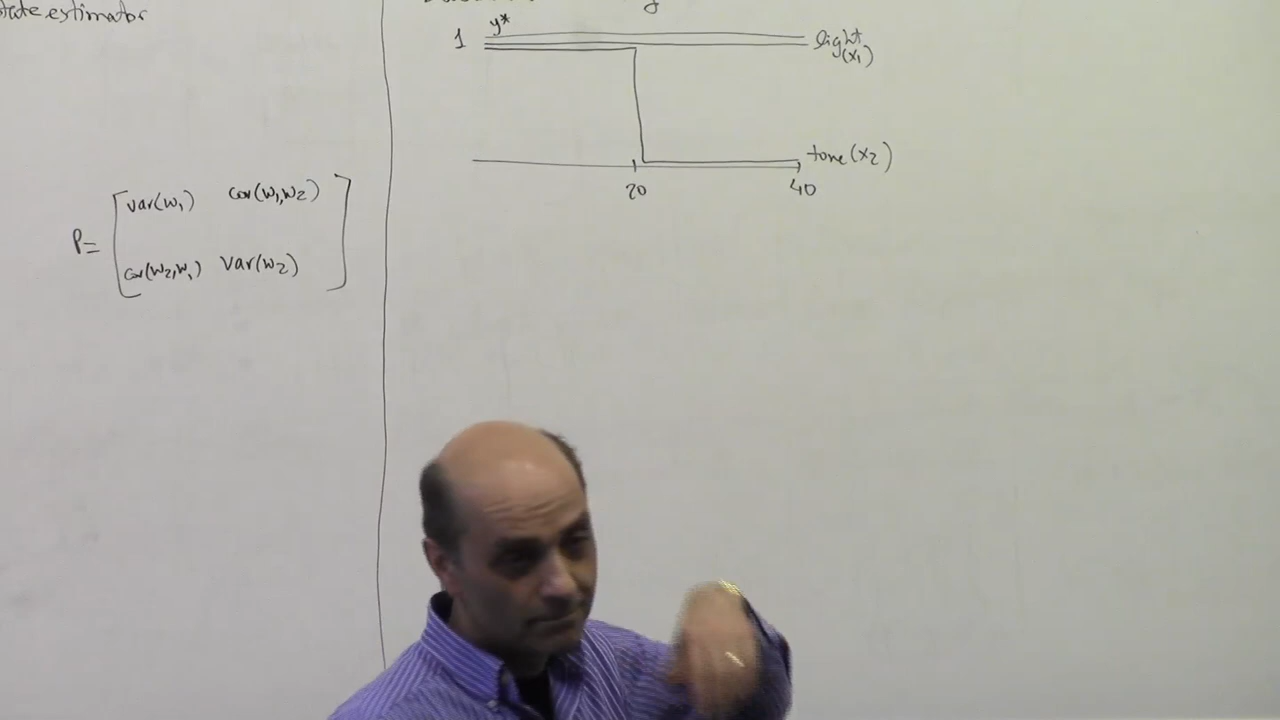 state estimator
y*
1
light
(x₁)
tone (x₂)
20 40
P = [ var(w₁) cov(w₁,w₂)
cov(w₂,w₁) var(w₂) ]